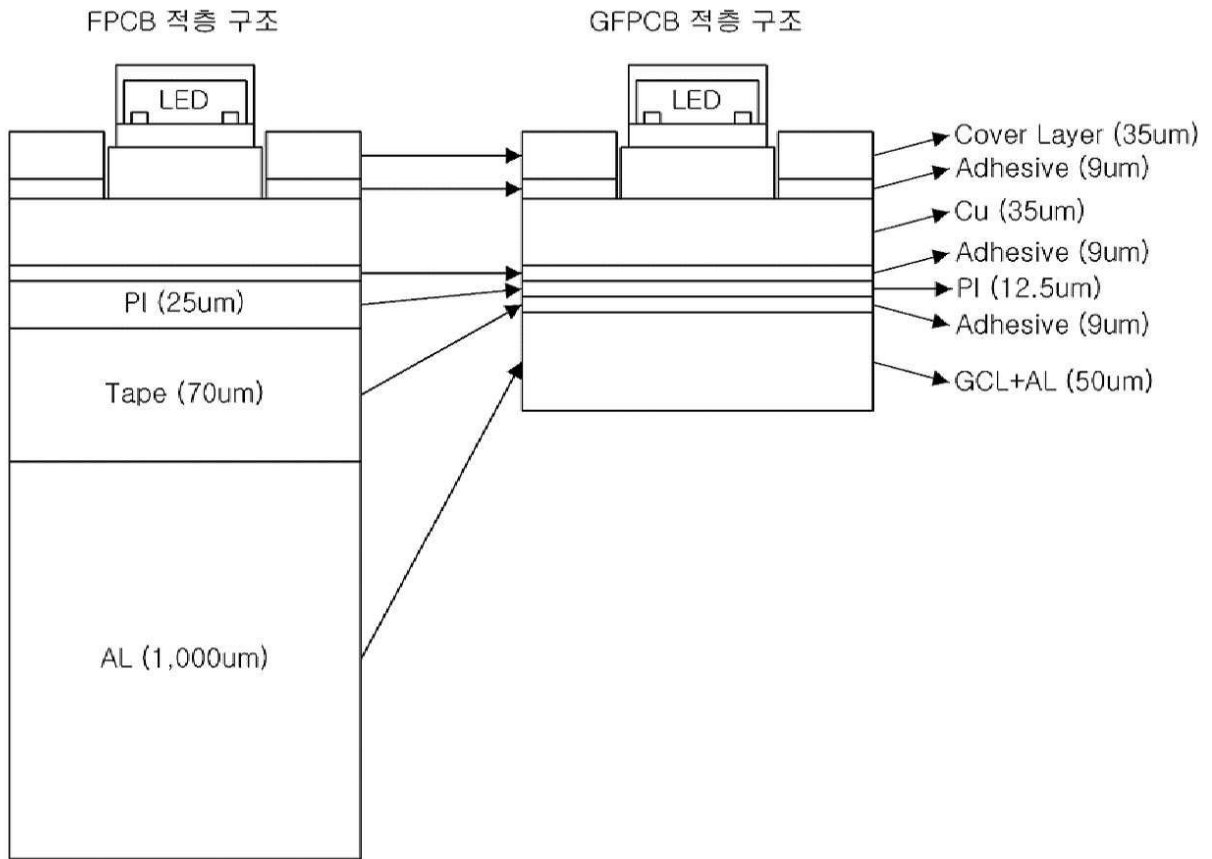 FPCB 적층 구조
GFPCB 적층 구조
LED
LED
Cover Layer (35um)
Adhesive (9um)
Cu (35um)
Adhesive (9um)
PI (25um)
PI (12.5um)
Adhesive (9um)
Tape (70um)
GCL+AL (50um)
AL (1,000um)